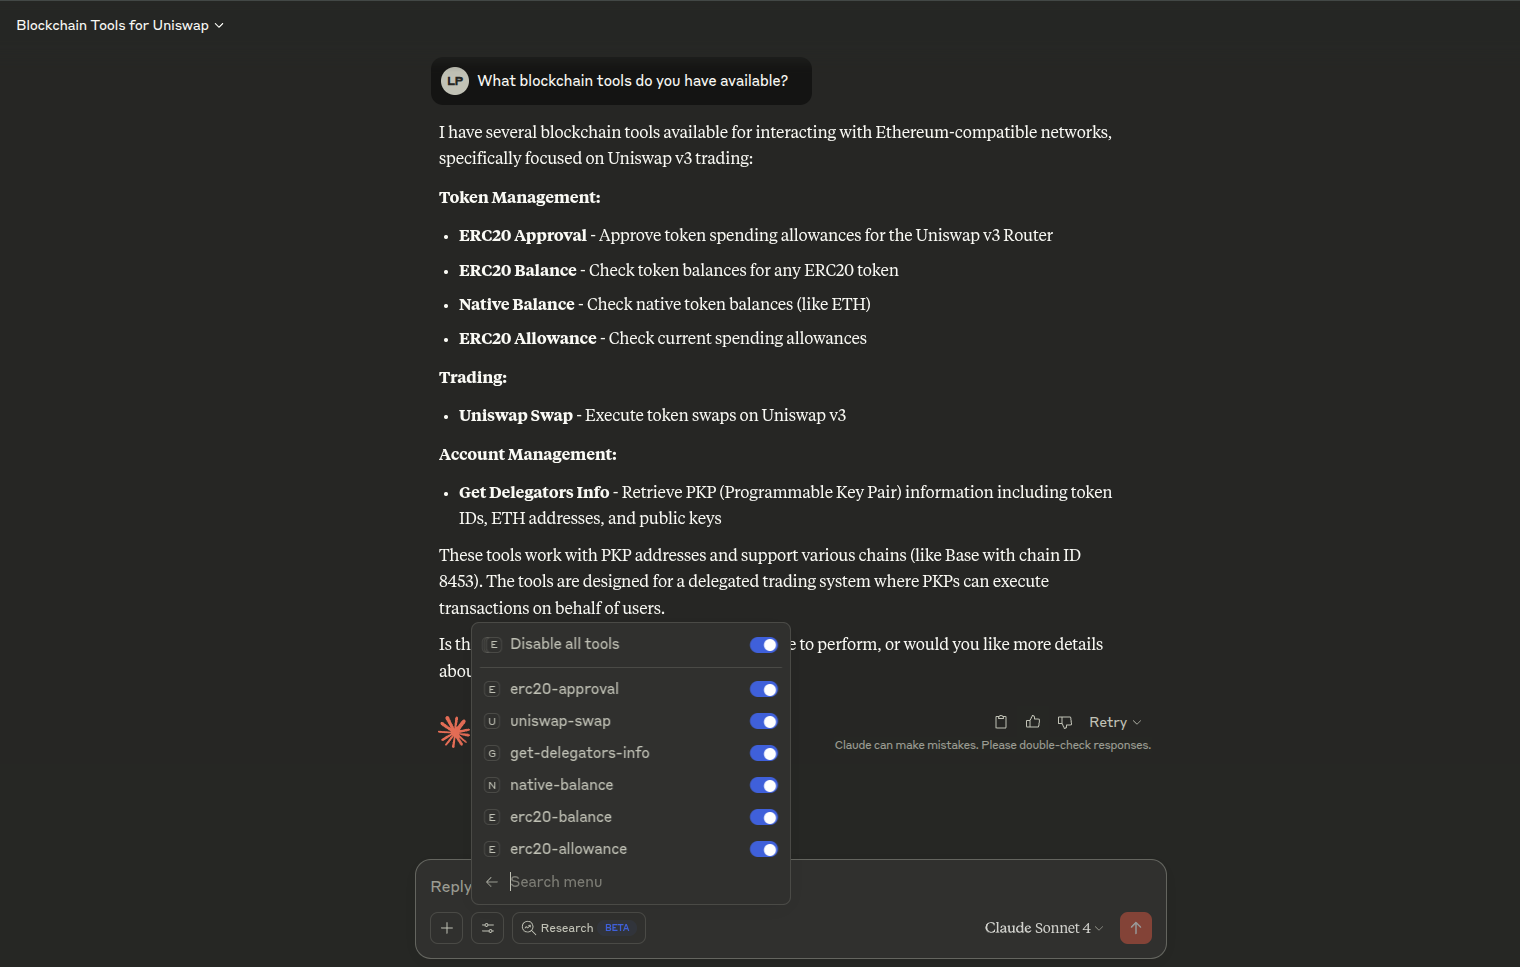 Blockchain Tools for Uniswap
LP What blockchain tools do you have available?
I have several blockchain tools available for interacting with Ethereum-compatible networks,
specifically focused on Uniswap v3 trading:
Token Management:
• ERC20 Approval - Approve token spending allowances for the Uniswap v3 Router
• ERC20 Balance - Check token balances for any ERC20 token
• Native Balance - Check native token balances (like ETH)
• ERC20 Allowance - Check current spending allowances
Trading:
• Uniswap Swap - Execute token swaps on Uniswap v3
Account Management:
• Get Delegators Info - Retrieve PKP (Programmable Key Pair) information including token
IDs, ETH addresses, and public keys
These tools work with PKP addresses and support various chains (like Base with chain ID
8453). The tools are designed for a delegated trading system where PKPs can execute
transactions on behalf of users.
Is th
e to perform, or would you like more details
abou
E Disable all tools
E erc20-approval
U uniswap-swap
G get-delegators-info
N native-balance
E erc20-balance
E erc20-allowance
Search menu
Retry
Claude can make mistakes. Please double-check responses.
Reply
Research BETA
Claude Sonnet 4